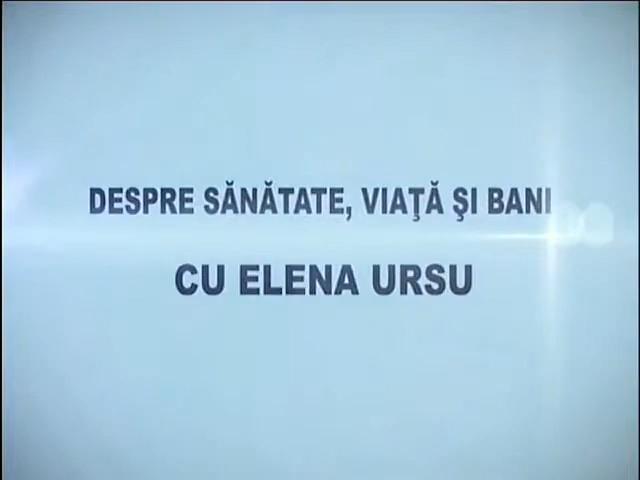 DESPRE SĂNĂTATE, VIAŢĂ ŞI BANI
CU ELENA URSU